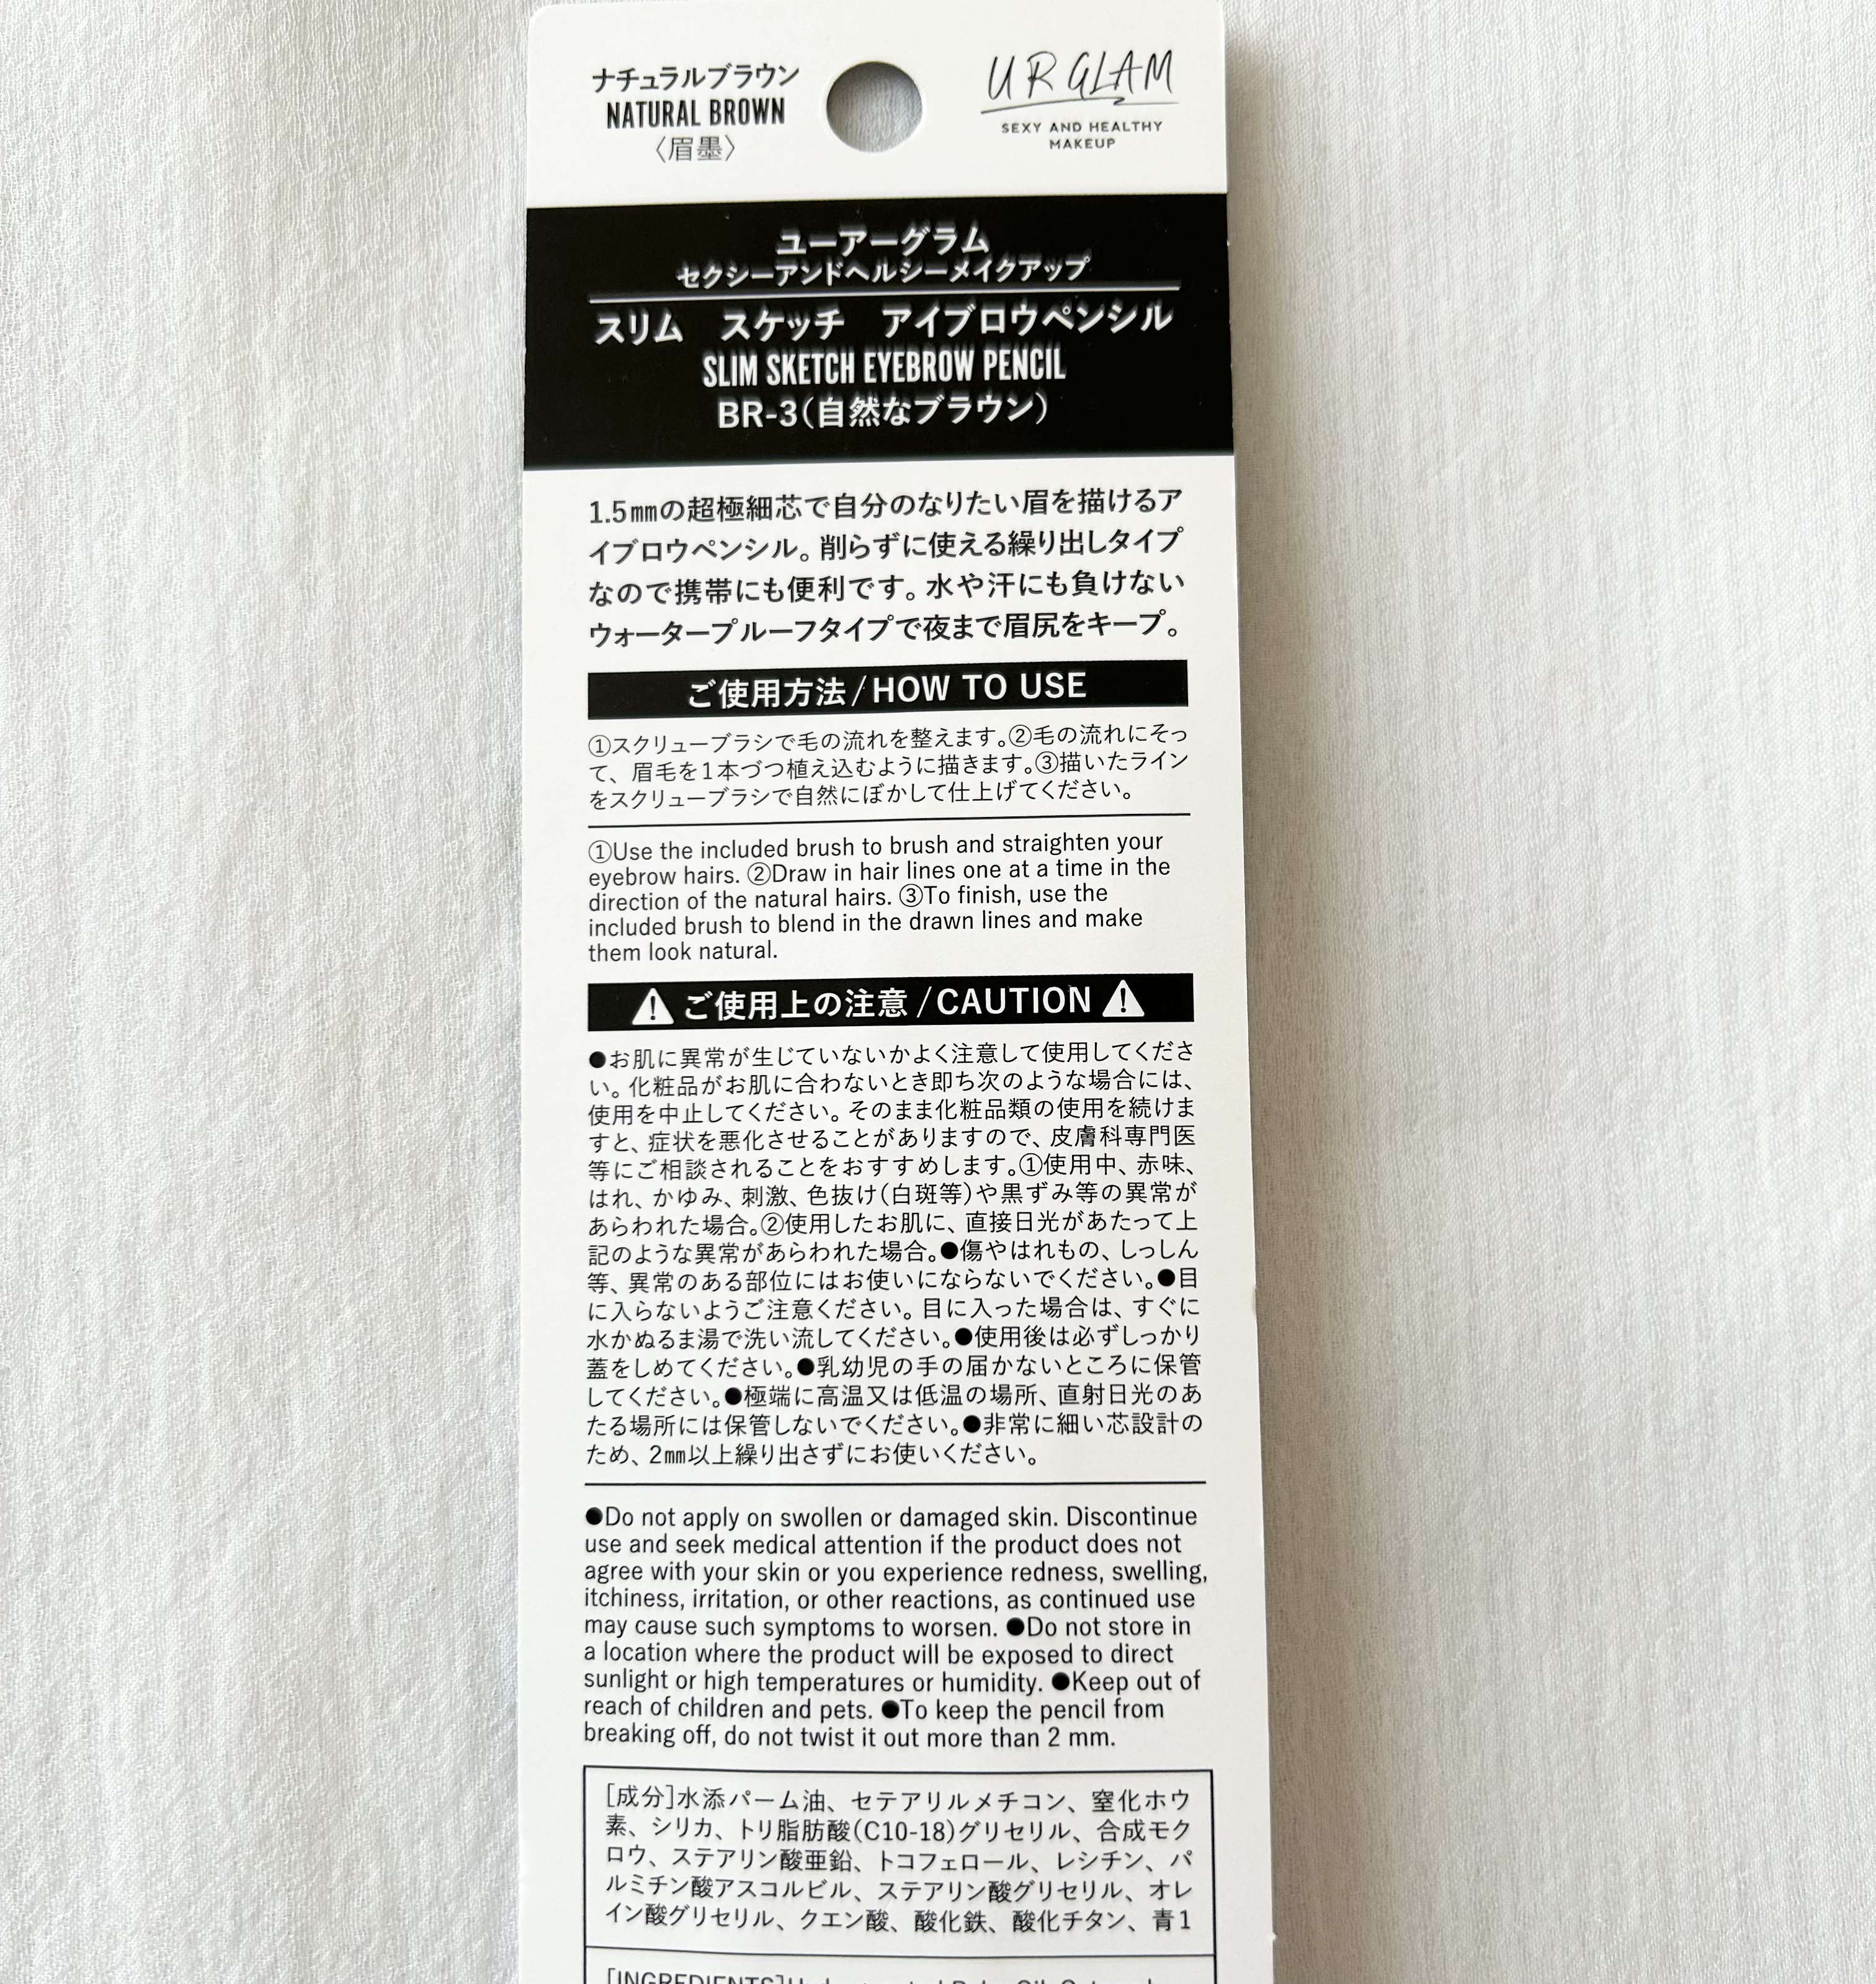 ナチュラルブラウン
NATURAL BROWN
〈眉墨〉
UR GLAM
SEXY AND HEALTHY
MAKEUP
ユーアーグラム
セクシーアンドヘルシーメイクアップ
スリム　スケッチ　アイブロウペンシル
SLIM SKETCH EYEBROW PENCIL
BR-3（自然なブラウン）
1.5㎜の超極細芯で自分のなりたい眉を描けるア
イブロウペンシル。削らずに使える繰り出しタイプ
なので携帯にも便利です。水や汗にも負けない
ウォータープルーフタイプで夜まで眉尻をキープ。
ご使用方法/HOW TO USE
①スクリューブラシで毛の流れを整えます。②毛の流れにそっ
て、眉毛を1本づつ植え込むように描きます。③描いたライン
をスクリューブラシで自然にぼかして仕上げてください。
①Use the included brush to brush and straighten your
eyebrow hairs. ②Draw in hair lines one at a time in the
direction of the natural hairs. ③To finish, use the
included brush to blend in the drawn lines and make
them look natural.
⚠ ご使用上の注意 /CAUTION ⚠
●お肌に異常が生じていないかよく注意して使用してくださ
い。化粧品がお肌に合わないとき即ち次のような場合には、
使用を中止してください。そのまま化粧品類の使用を続けま
すと、症状を悪化させることがありますので、皮膚科専門医
等にご相談されることをおすすめします。①使用中、赤味、
はれ、かゆみ、刺激、色抜け（白斑等）や黒ずみ等の異常が
あらわれた場合。②使用したお肌に、直接日光があたって上
記のような異常があらわれた場合。●傷やはれもの、しっしん
等、異常のある部位にはお使いにならないでください。●目
に入らないようご注意ください。目に入った場合は、すぐに
水かぬるま湯で洗い流してください。●使用後は必ずしっかり
蓋をしめてください。●乳幼児の手の届かないところに保管
してください。●極端に高温又は低温の場所、直射日光のあ
たる場所には保管しないでください。●非常に細い芯設計の
ため、2㎜以上繰り出さずにお使いください。
●Do not apply on swollen or damaged skin. Discontinue
use and seek medical attention if the product does not
agree with your skin or you experience redness, swelling,
itchiness, irritation, or other reactions, as continued use
may cause such symptoms to worsen. ●Do not store in
a location where the product will be exposed to direct
sunlight or high temperatures or humidity. ●Keep out of
reach of children and pets. ●To keep the pencil from
breaking off, do not twist it out more than 2 mm.
[成分]水添パーム油、セテアリルメチコン、窒化ホウ
素、シリカ、トリ脂肪酸(C10-18)グリセリル、合成モク
ロウ、ステアリン酸亜鉛、トコフェロール、レシチン、パ
ルミチン酸アスコルビル、ステアリン酸グリセリル、オレ
イン酸グリセリル、クエン酸、酸化鉄、酸化チタン、青1
[INGREDIENTS]